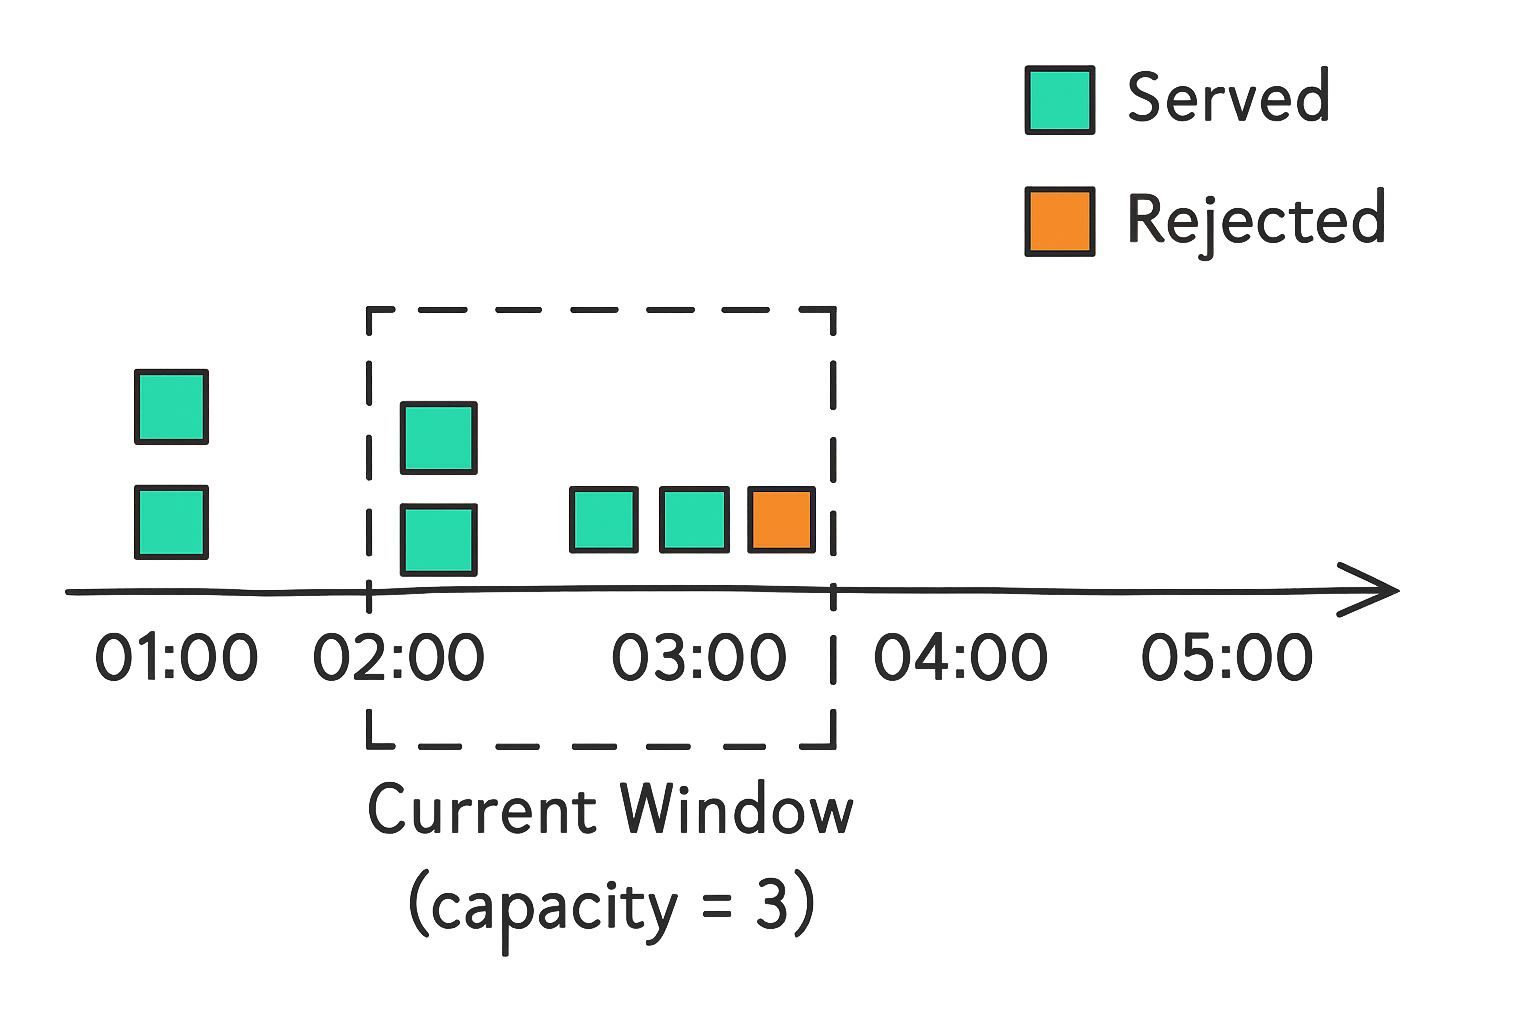 Served
Rejected
01:00 02:00 03:00 04:00 05:00
Current Window
(capacity = 3)